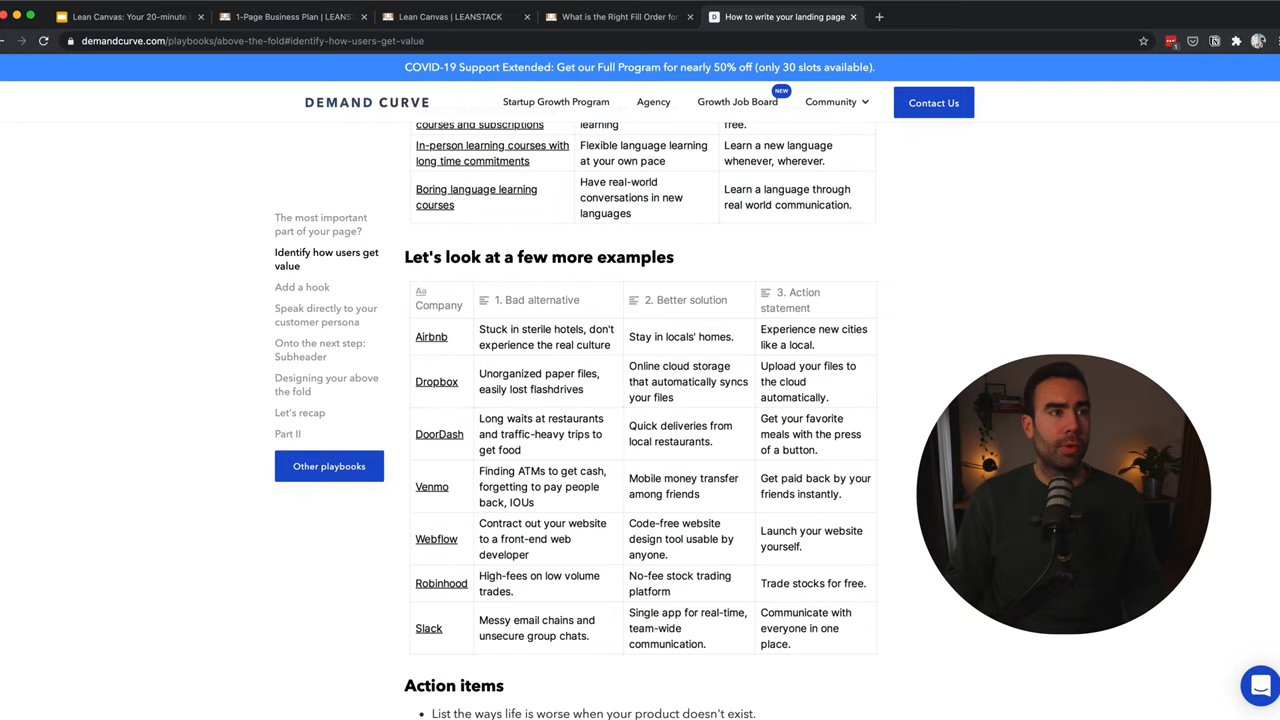 Lean Canvas: Your 20-minute
1-Page Business Plan | LEANS
Lean Canvas | LEANSTACK
What is the Right Fill Order for
How to write your landing page
demandcurve.com/playbooks/above-the-fold#identify-how-users-get-value
COVID-19 Support Extended: Get our Full Program for nearly 50% off (only 30 slots available).
DEMAND CURVE
Startup Growth Program
Agency
Growth Job Board
NEW
Community
Contact Us
courses and subscriptions
learning
free.
In-person learning courses with
long time commitments
Flexible language learning
at your own pace
Learn a new language
whenever, wherever.
Boring language learning
courses
Have real-world
conversations in new
languages
Learn a language through
real world communication.
The most important
part of your page?
Identify how users get
value
Add a hook
Speak directly to your
customer persona
Onto the next step:
Subheader
Designing your above
the fold
Let's recap
Part II
Other playbooks
Let's look at a few more examples
Aa
Company
1. Bad alternative
2. Better solution
3. Action
statement
Airbnb
Stuck in sterile hotels, don't
experience the real culture
Stay in locals' homes.
Experience new cities
like a local.
Dropbox
Unorganized paper files,
easily lost flashdrives
Online cloud storage
that automatically syncs
your files
Upload your files to
the cloud
automatically.
DoorDash
Long waits at restaurants
and traffic-heavy trips to
get food
Quick deliveries from
local restaurants.
Get your favorite
meals with the press
of a button.
Venmo
Finding ATMs to get cash,
forgetting to pay people
back, IOUs
Mobile money transfer
among friends
Get paid back by your
friends instantly.
Webflow
Contract out your website
to a front-end web
developer
Code-free website
design tool usable by
anyone.
Launch your website
yourself.
Robinhood
High-fees on low volume
trades.
No-fee stock trading
platform
Trade stocks for free.
Slack
Messy email chains and
unsecure group chats.
Single app for real-time,
team-wide
communication.
Communicate with
everyone in one
place.
Action items
• List the ways life is worse when your product doesn't exist.